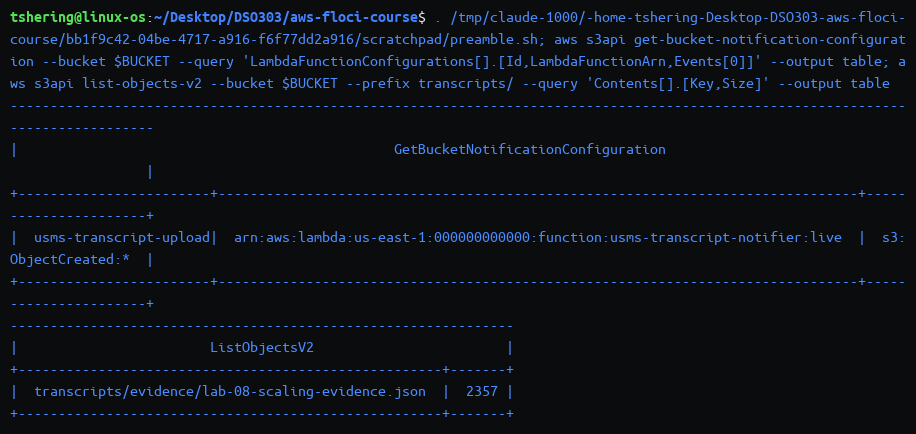 tshering@linux-os:~/Desktop/DSO303/aws-floci-course$ . /tmp/claude-1000/-home-tshering-Desktop-DSO303-aws-floci-
course/bb1f9c42-04be-4717-a916-f6f77dd2a916/scratchpad/preamble.sh; aws s3api get-bucket-notification-configurat
ion --bucket $BUCKET --query 'LambdaFunctionConfigurations[].[Id,LambdaFunctionArn,Events[0]]' --output table; a
ws s3api list-objects-v2 --bucket $BUCKET --prefix transcripts/ --query 'Contents[].[Key,Size]' --output table
----------------------------------------------------------------------------------------------------------------
------------------
|                                               GetBucketNotificationConfiguration
                 |
+------------------------+--------------------------------------------------------------------------------+-----
-----------------+
|  usms-transcript-upload|  arn:aws:lambda:us-east-1:000000000000:function:usms-transcript-notifier:live  |  s3:
ObjectCreated:*  |
+------------------------+--------------------------------------------------------------------------------+-----
-----------------+
---------------------------------------------------------------
|                        ListObjectsV2                        |
+-----------------------------------------------------+-------+
|  transcripts/evidence/lab-08-scaling-evidence.json  |  2357 |
+-----------------------------------------------------+-------+